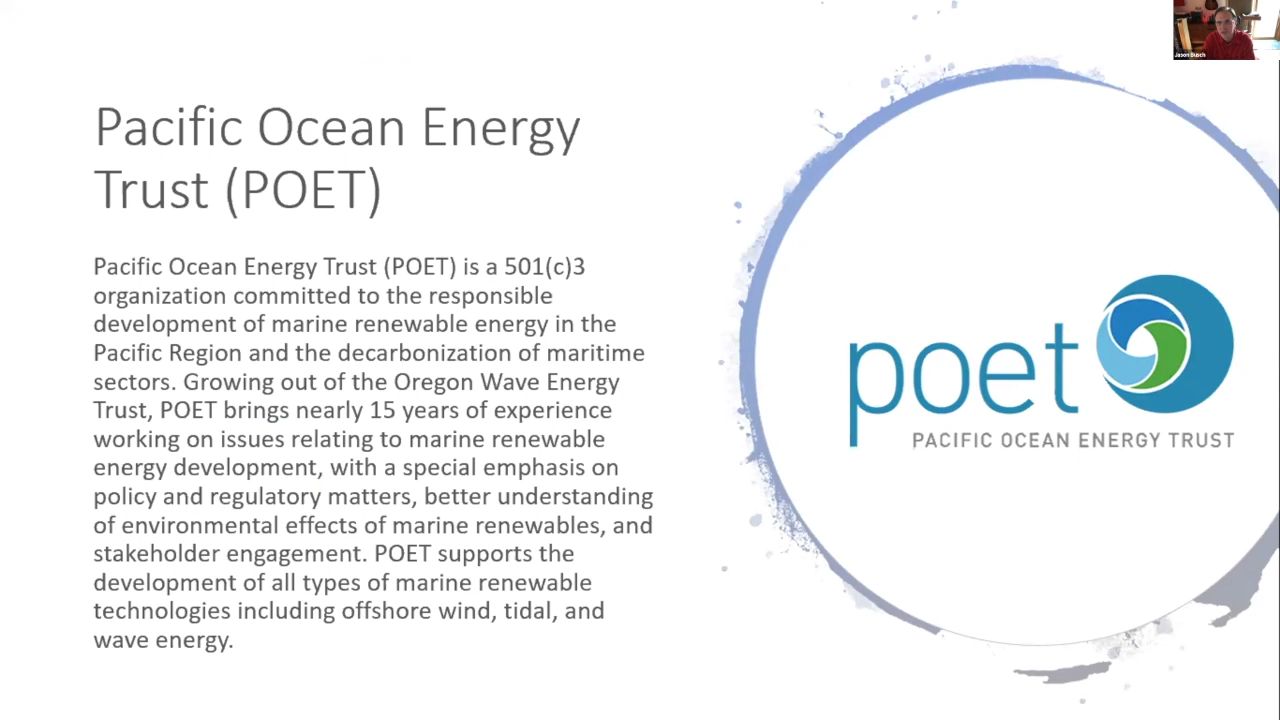 Jason Busch
Pacific Ocean Energy
Trust (POET)
Pacific Ocean Energy Trust (POET) is a 501(c)3
organization committed to the responsible
development of marine renewable energy in the
Pacific Region and the decarbonization of maritime
sectors. Growing out of the Oregon Wave Energy
Trust, POET brings nearly 15 years of experience
working on issues relating to marine renewable
energy development, with a special emphasis on
policy and regulatory matters, better understanding
of environmental effects of marine renewables, and
stakeholder engagement. POET supports the
development of all types of marine renewable
technologies including offshore wind, tidal, and
wave energy.
poet
PACIFIC OCEAN ENERGY TRUST